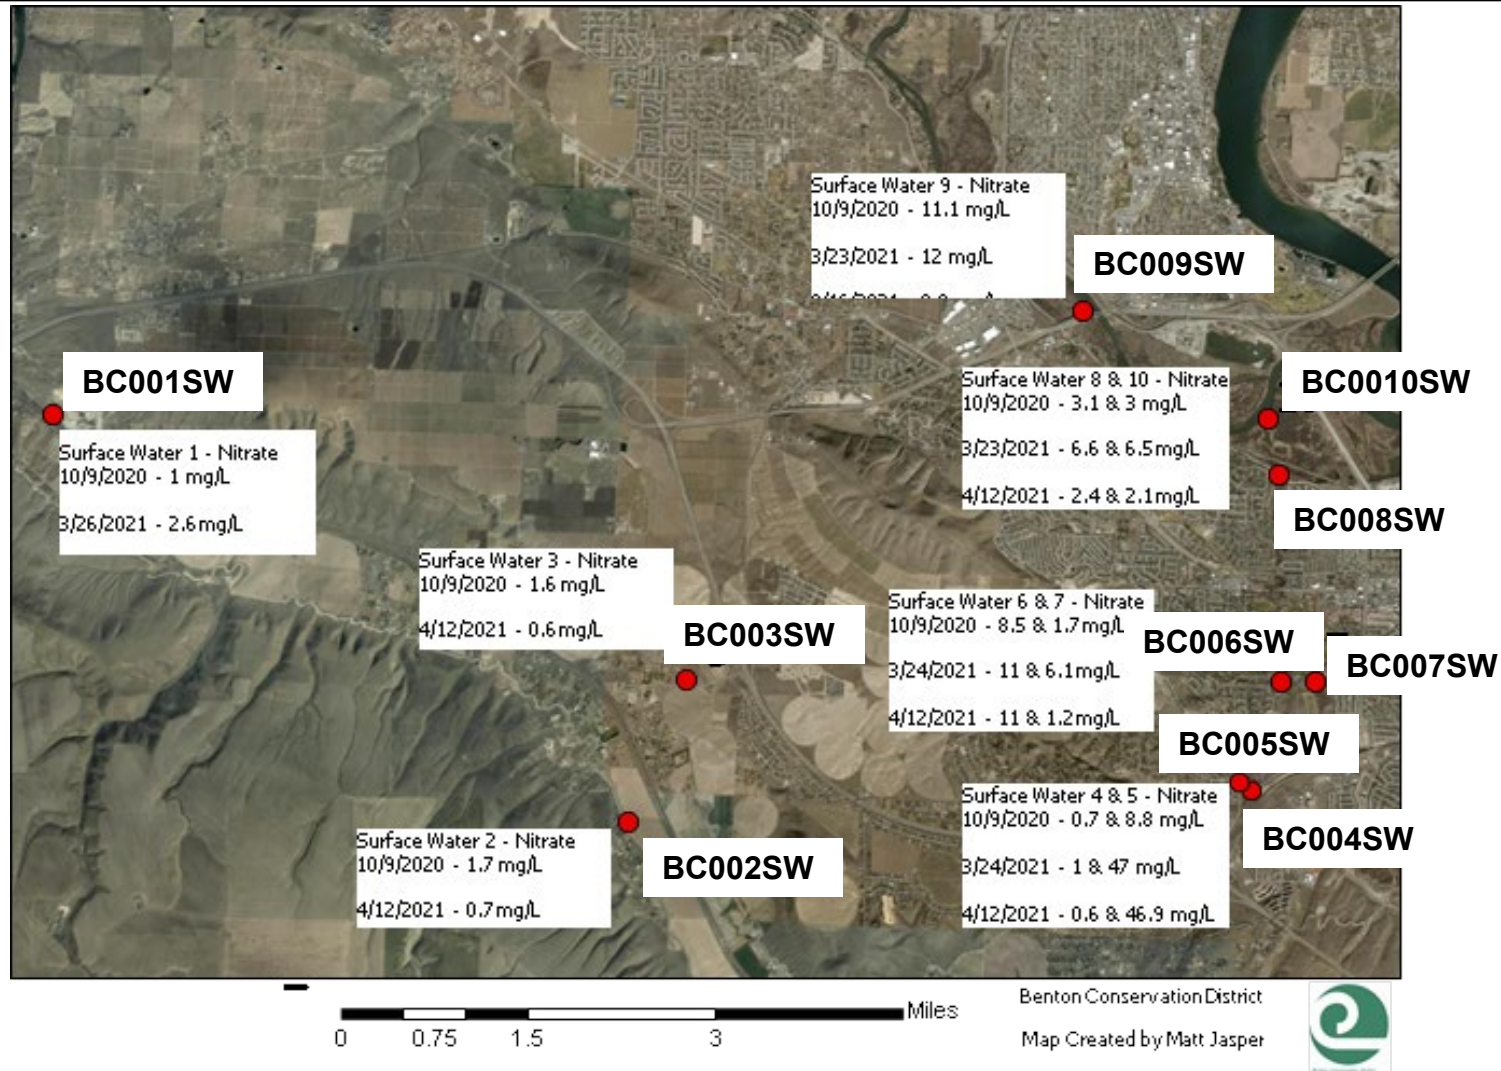 Surface Water 9 - Nitrate
10/9/2020 - 11.1 mg/L
3/23/2021 - 12 mg/L
BC009SW
BC001SW
Surface Water 1 - Nitrate
10/9/2020 - 1 mg/L
3/26/2021 - 2.6mg/L
Surface Water 8 & 10 - Nitrate
10/9/2020 - 3.1 & 3 mg/L
3/23/2021 - 6.6 & 6.5mg/L
4/12/2021 - 2.4 & 2.1mg/L
BC0010SW
BC008SW
Surface Water 3 - Nitrate
10/9/2020 - 1.6 mg/L
4/12/2021 - 0.6mg/L
BC003SW
Surface Water 6 & 7 - Nitrate
10/9/2020 - 8.5 & 1.7mg/L
3/24/2021 - 11 & 6.1mg/L
4/12/2021 - 11 & 1.2mg/L
BC006SW
BC007SW
BC005SW
Surface Water 4 & 5 - Nitrate
10/9/2020 - 0.7 & 8.8 mg/L
3/24/2021 - 1 & 47 mg/L
4/12/2021 - 0.6 & 46.9 mg/L
BC004SW
Surface Water 2 - Nitrate
10/9/2020 - 1.7 mg/L
4/12/2021 - 0.7mg/L
BC002SW
Miles
0 0.75 1.5 3
Benton Conservation District
Map Created by Matt Jasper